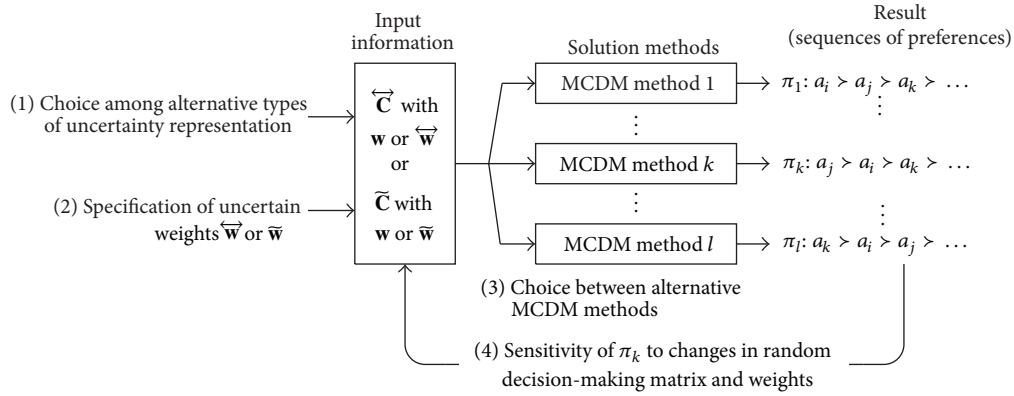 Input
information
Solution methods
Result
(sequences of preferences)
(1) Choice among alternative types
of uncertainty representation
(2) Specification of uncertain
weights w⃡ or w̃
C⃡ with
w or w⃡
or
C̃ with
w or w̃
MCDM method 1
⋮
MCDM method k
⋮
MCDM method l
π₁: aᵢ ≻ aⱼ ≻ aₖ ≻ …
⋮
πₖ: aⱼ ≻ aᵢ ≻ aₖ ≻ …
⋮
πₗ: aₖ ≻ aᵢ ≻ aⱼ ≻ …
(3) Choice between alternative
MCDM methods
(4) Sensitivity of πₖ to changes in random
decision-making matrix and weights